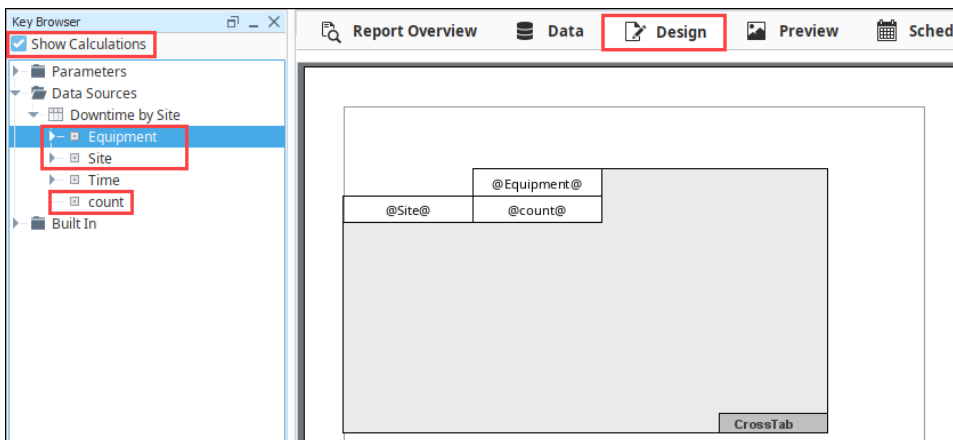 Key Browser
Show Calculations
Parameters
Data Sources
Downtime by Site
Equipment
Site
Time
count
Built In
Report Overview Data Design Preview Sched
@Equipment@
@Site@ @count@
CrossTab